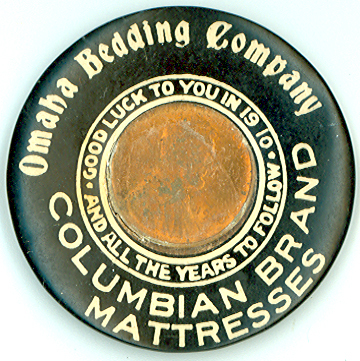 Omaha Bedding Company
GOOD LUCK TO YOU IN 1910.
AND ALL THE YEARS TO FOLLOW
COLUMBIAN BRAND
MATTRESSES